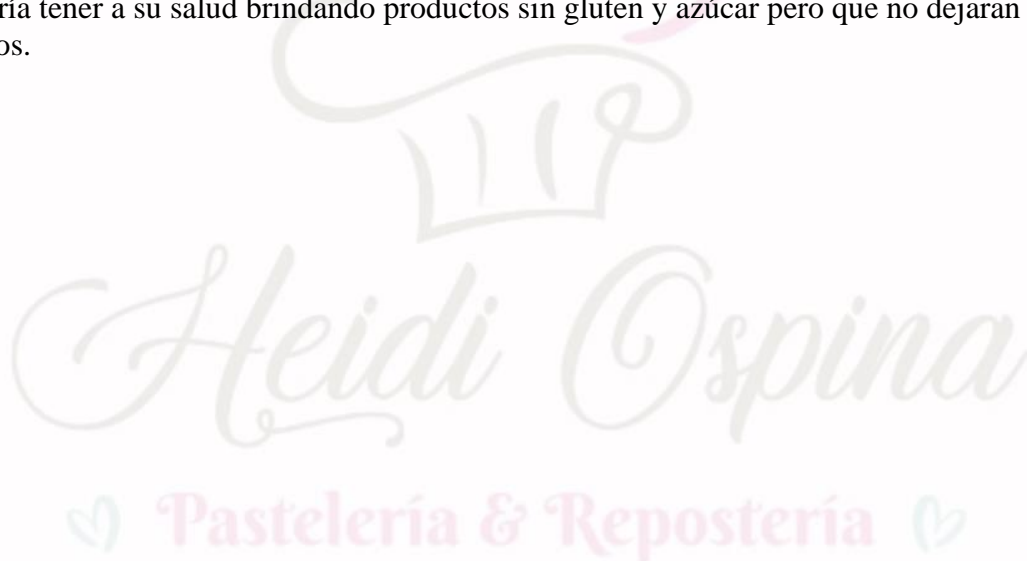 ría tener a su salud brindando productos sin gluten y azúcar pero que no dejaran
os.
Heidi Ospina
Pastelería & Repostería